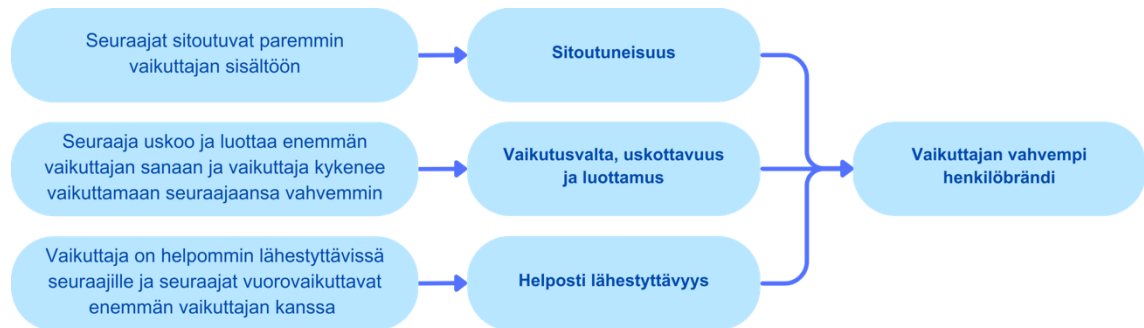 Seuraajat sitoutuvat paremmin
vaikuttajan sisältöön
Sitoutuneisuus
Seuraaja uskoo ja luottaa enemmän
vaikuttajan sanaan ja vaikuttaja kykenee
vaikuttamaan seuraajaansa vahvemmin
Vaikutusvalta, uskottavuus
ja luottamus
Vaikuttajan vahvempi
henkilöbrändi
Vaikuttaja on helpommin lähestyttävissä
seuraajille ja seuraajat vuorovaikuttavat
enemmän vaikuttajan kanssa
Helposti lähestyttävyys